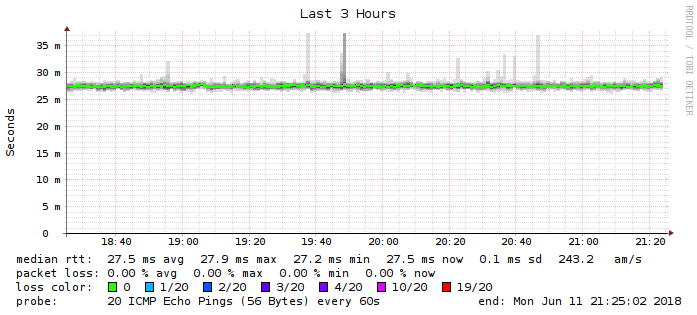 Last 3 Hours
RRDTOOL / TOBI OETIKER
Seconds
35 m
30 m
25 m
20 m
15 m
10 m
5 m
0
18:40 19:00 19:20 19:40 20:00 20:20 20:40 21:00 21:20
median rtt: 27.5 ms avg 27.9 ms max 27.2 ms min 27.5 ms now 0.1 ms sd 243.2 am/s
packet loss: 0.00 % avg 0.00 % max 0.00 % min 0.00 % now
loss color: 0 1/20 2/20 3/20 4/20 10/20 19/20
probe: 20 ICMP Echo Pings (56 Bytes) every 60s end: Mon Jun 11 21:25:02 2018